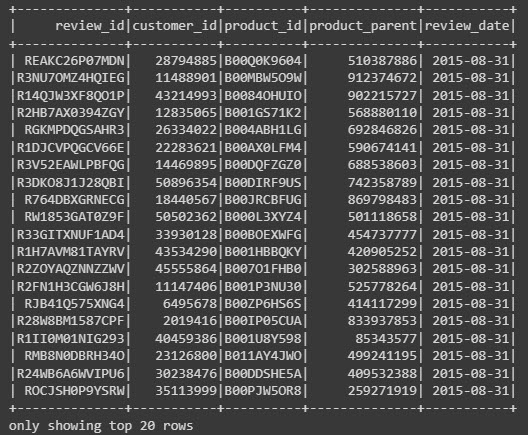 +--------------+-----------+----------+--------------+-----------+
|     review_id|customer_id|product_id|product_parent|review_date|
+--------------+-----------+----------+--------------+-----------+
| REAKC26P07MDN|   28794885|B00Q0K9604|     510387886| 2015-08-31|
|R3NU7OMZ4HQIEG|   11488901|B00MBW5O9W|     912374672| 2015-08-31|
|R14QJW3XF8QO1P|   43214993|B0084OHUIO|     902215727| 2015-08-31|
|R2HB7AX0394ZGY|   12835065|B001GS71K2|     568880110| 2015-08-31|
| RGKMPDQGSAHR3|   26334022|B004ABH1LG|     692846826| 2015-08-31|
|R1DJCVPQGCV66E|   22283621|B00AX0LFM4|     590674141| 2015-08-31|
|R3V52EAWLPBFQG|   14469895|B00DQFZGZ0|     688538603| 2015-08-31|
|R3DKO8J1J28QBI|   50896354|B00DIRF9US|     742358789| 2015-08-31|
| R764DBXGRNECG|   18440567|B00JRCBFUG|     869798483| 2015-08-31|
| RW1853GAT0Z9F|   50502362|B000L3XYZ4|     501118658| 2015-08-31|
|R33GITXNUF1AD4|   33930128|B00BOEXWFG|     454737777| 2015-08-31|
|R1H7AVM81TAYRV|   43534290|B001HBBQKY|     420905252| 2015-08-31|
|R2ZOYAQZNNZZWV|   45555864|B007O1FHB0|     302588963| 2015-08-31|
|R2FN1H3CGW6J8H|   11147406|B001P3NU30|     525778264| 2015-08-31|
| RJB41Q575XNG4|    6495678|B00ZP6HS6S|     414117299| 2015-08-31|
|R28W8BM1587CPF|    2019416|B00IP05CUA|     833937853| 2015-08-31|
|R1II0M01NIG293|   40459386|B001U8Y598|      85343577| 2015-08-31|
| RMB8N0DBRH34O|   23126800|B011AY4JWO|     499241195| 2015-08-31|
|R24WB6A6WVIPU6|   30238476|B00DDSHE5A|     409532388| 2015-08-31|
| ROCJSH0P9YSRW|   35113999|B00PJW5OR8|     259271919| 2015-08-31|
+--------------+-----------+----------+--------------+-----------+
only showing top 20 rows